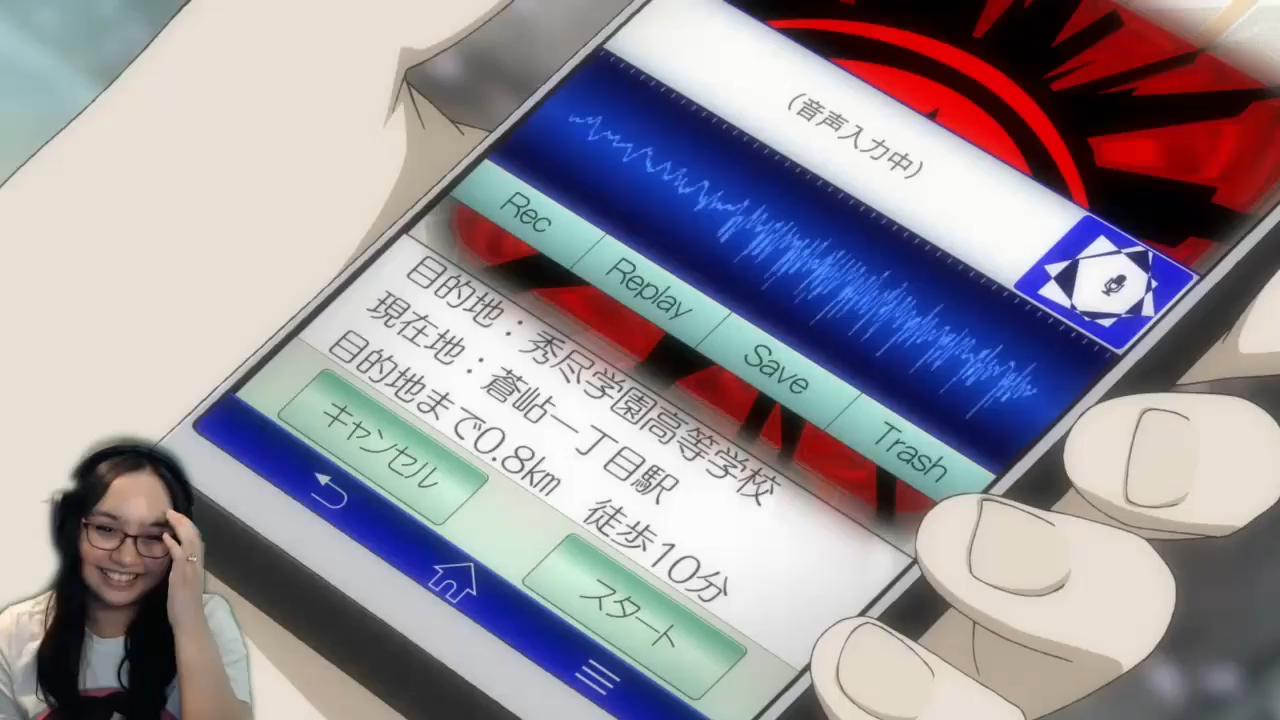 (音声入力中)
Rec
Replay
Save
Trash
目的地：秀尽学園高等学校
現在地：蒼岾一丁目駅
目的地まで0.8km 徒歩10分
キャンセル
スタート